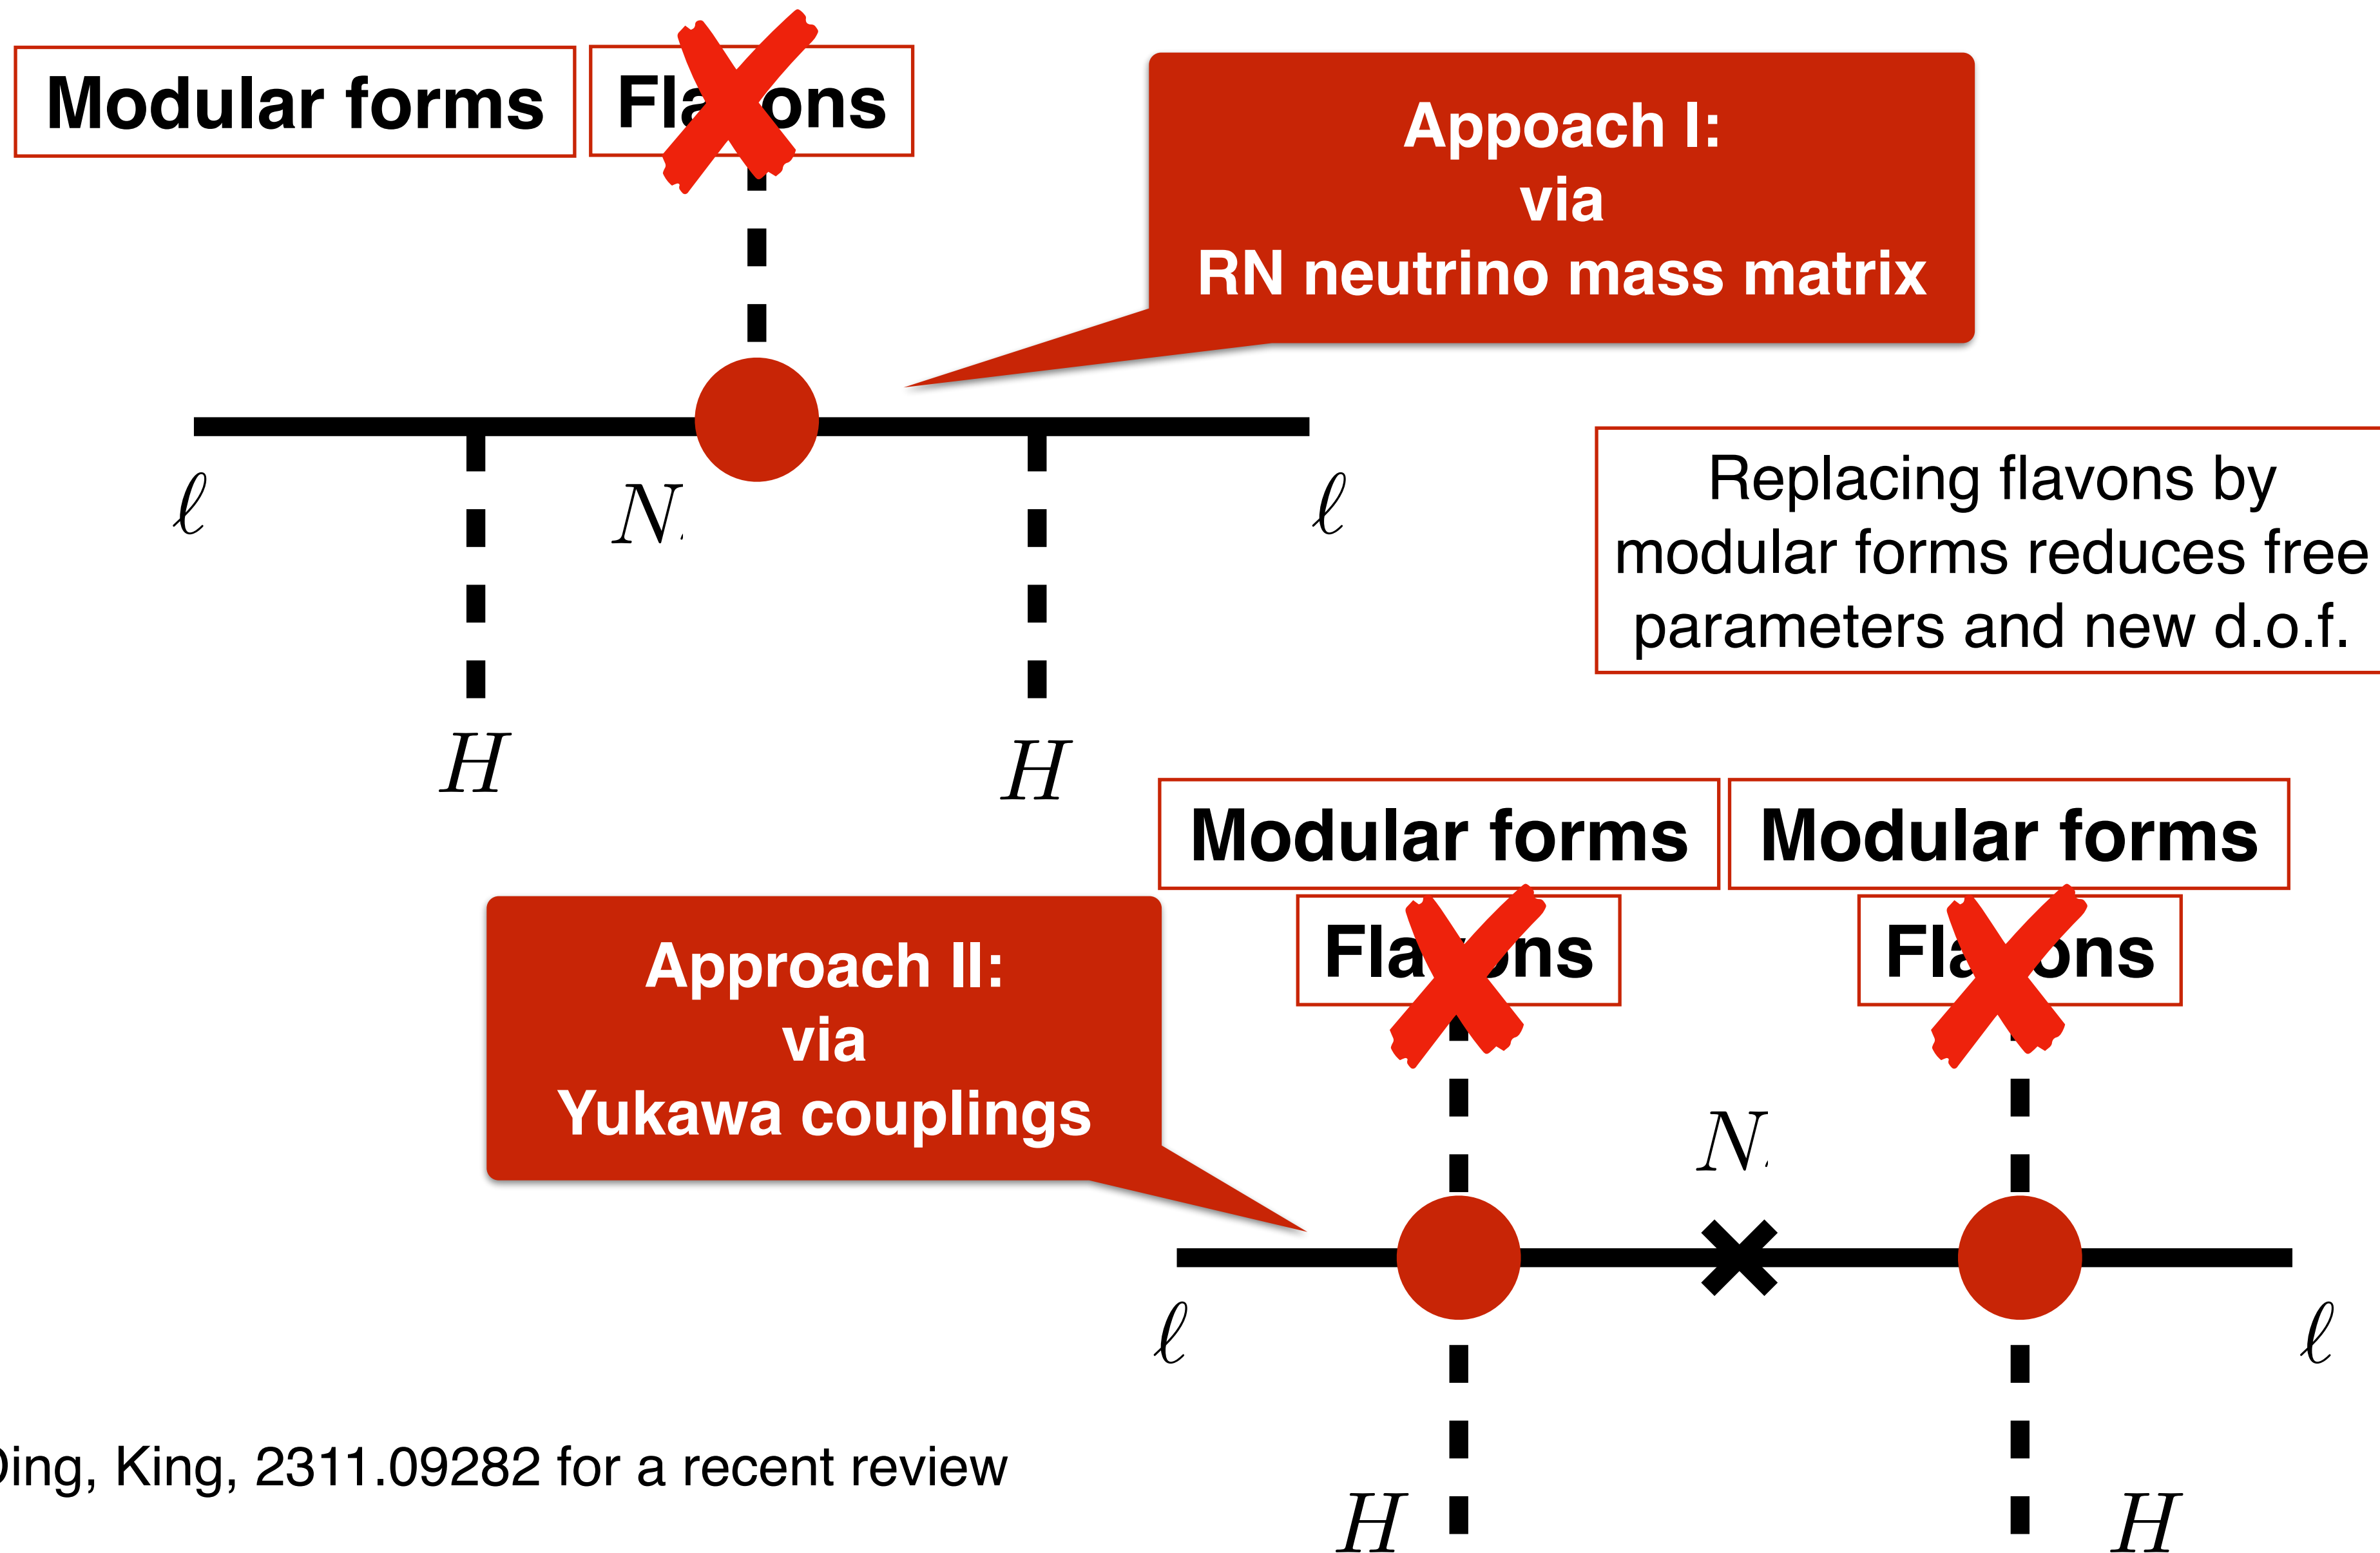 Modular forms
Appoach I:
via
RN neutrino mass matrix
ℓ
N
ℓ
H
H
Replacing flavons by
modular forms reduces free
parameters and new d.o.f.
Modular forms Modular forms
Approach II:
via
Yukawa couplings
N
ℓ
ℓ
H
H
King, 2311.09282 for a recent review